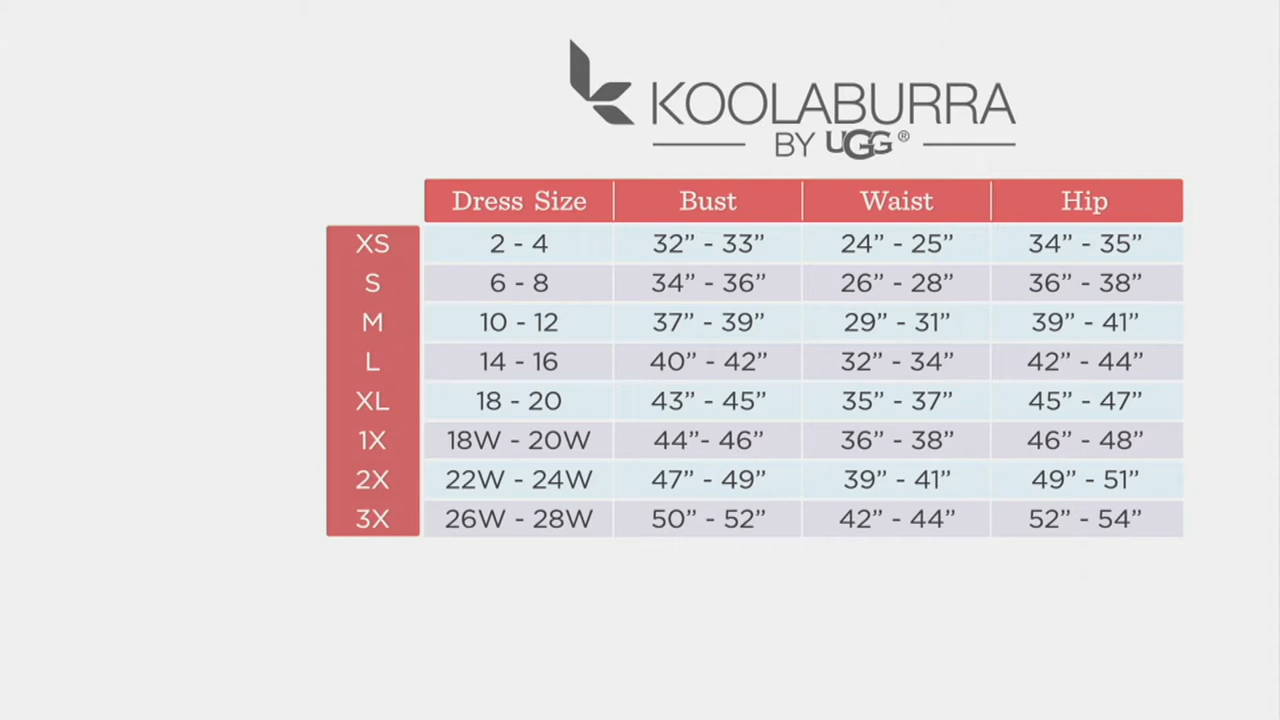 KOOLABURRA
BY UGG®
Dress Size Bust Waist Hip
XS 2 - 4 32” - 33” 24” - 25” 34” - 35”
S 6 - 8 34” - 36” 26” - 28” 36” - 38”
M 10 - 12 37” - 39” 29” - 31” 39” - 41”
L 14 - 16 40” - 42” 32” - 34” 42” - 44”
XL 18 - 20 43” - 45” 35” - 37” 45” - 47”
1X 18W - 20W 44”- 46” 36” - 38” 46” - 48”
2X 22W - 24W 47” - 49” 39” - 41” 49” - 51”
3X 26W - 28W 50” - 52” 42” - 44” 52” - 54”